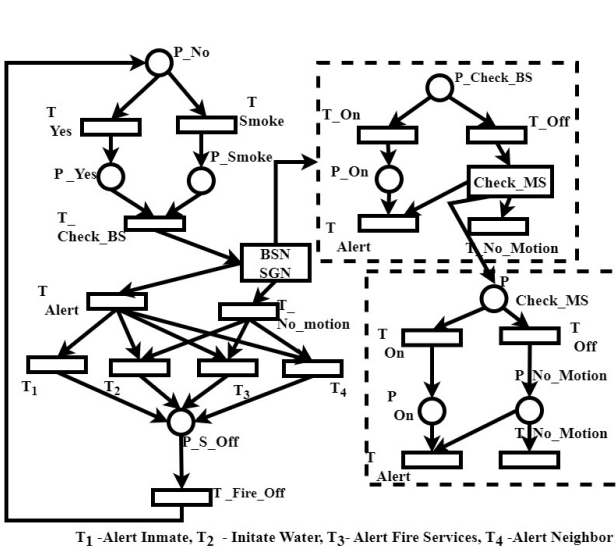 P_No
T
Yes
T
Smoke
P _Yes
P_Smoke
T_
Check_BS
BSN
SGN
T
Alert
T_
No_motion
T1
T2
T3
T4
P_S_Off
T _Fire_Off
P_Check_BS
T_On
T_Off
P_On
Check_MS
T
Alert
T_No_Motion
P
Check_MS
T
On
T
Off
P_No_Motion
P
On
T_No_Motion
T
Alert
T1 -Alert Inmate, T2 - Initate Water, T3- Alert Fire Services, T4 -Alert Neighbor